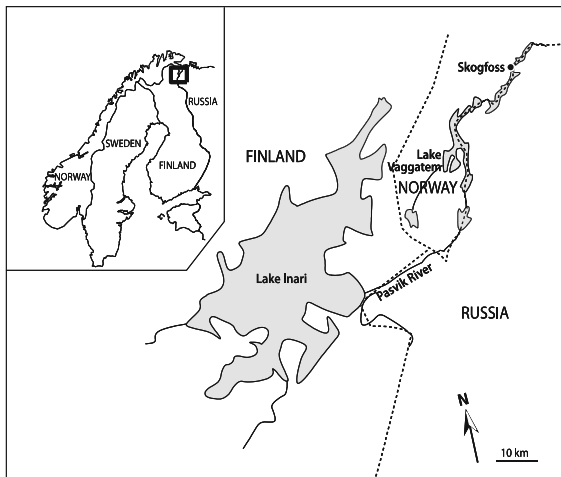 RUSSIA
SWEDEN
NORWAY
FINLAND
Skogfoss
FINLAND
Lake
Vaggatem
NORWAY
Lake Inari
Pasvik River
RUSSIA
N
10 km